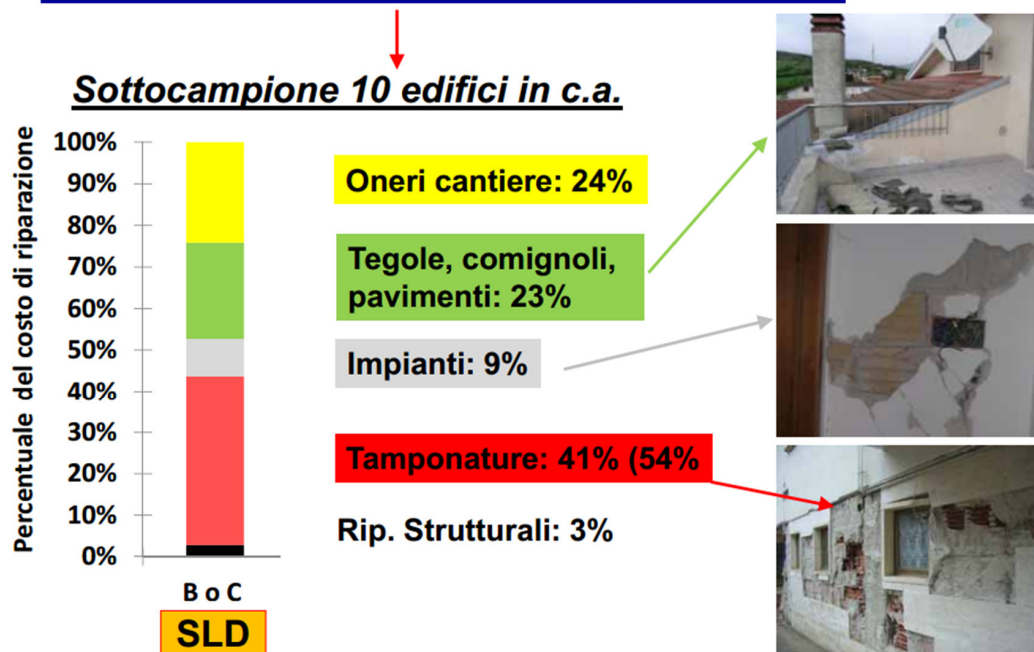 Sottocampione 10 edifici in c.a.
Percentuale del costo di riparazione
100%
90%
80%
70%
60%
50%
40%
30%
20%
10%
0%
B o C
SLD
Oneri cantiere: 24%
Tegole, comignoli,
pavimenti: 23%
Impianti: 9%
Tamponature: 41% (54%
Rip. Strutturali: 3%